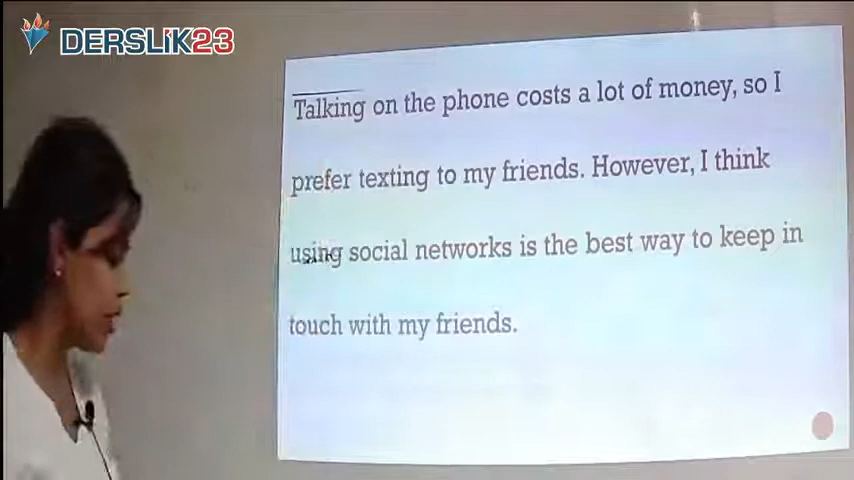 DERSLİK23
Talking on the phone costs a lot of money, so I
prefer texting to my friends. However, I think
using social networks is the best way to keep in
touch with my friends.